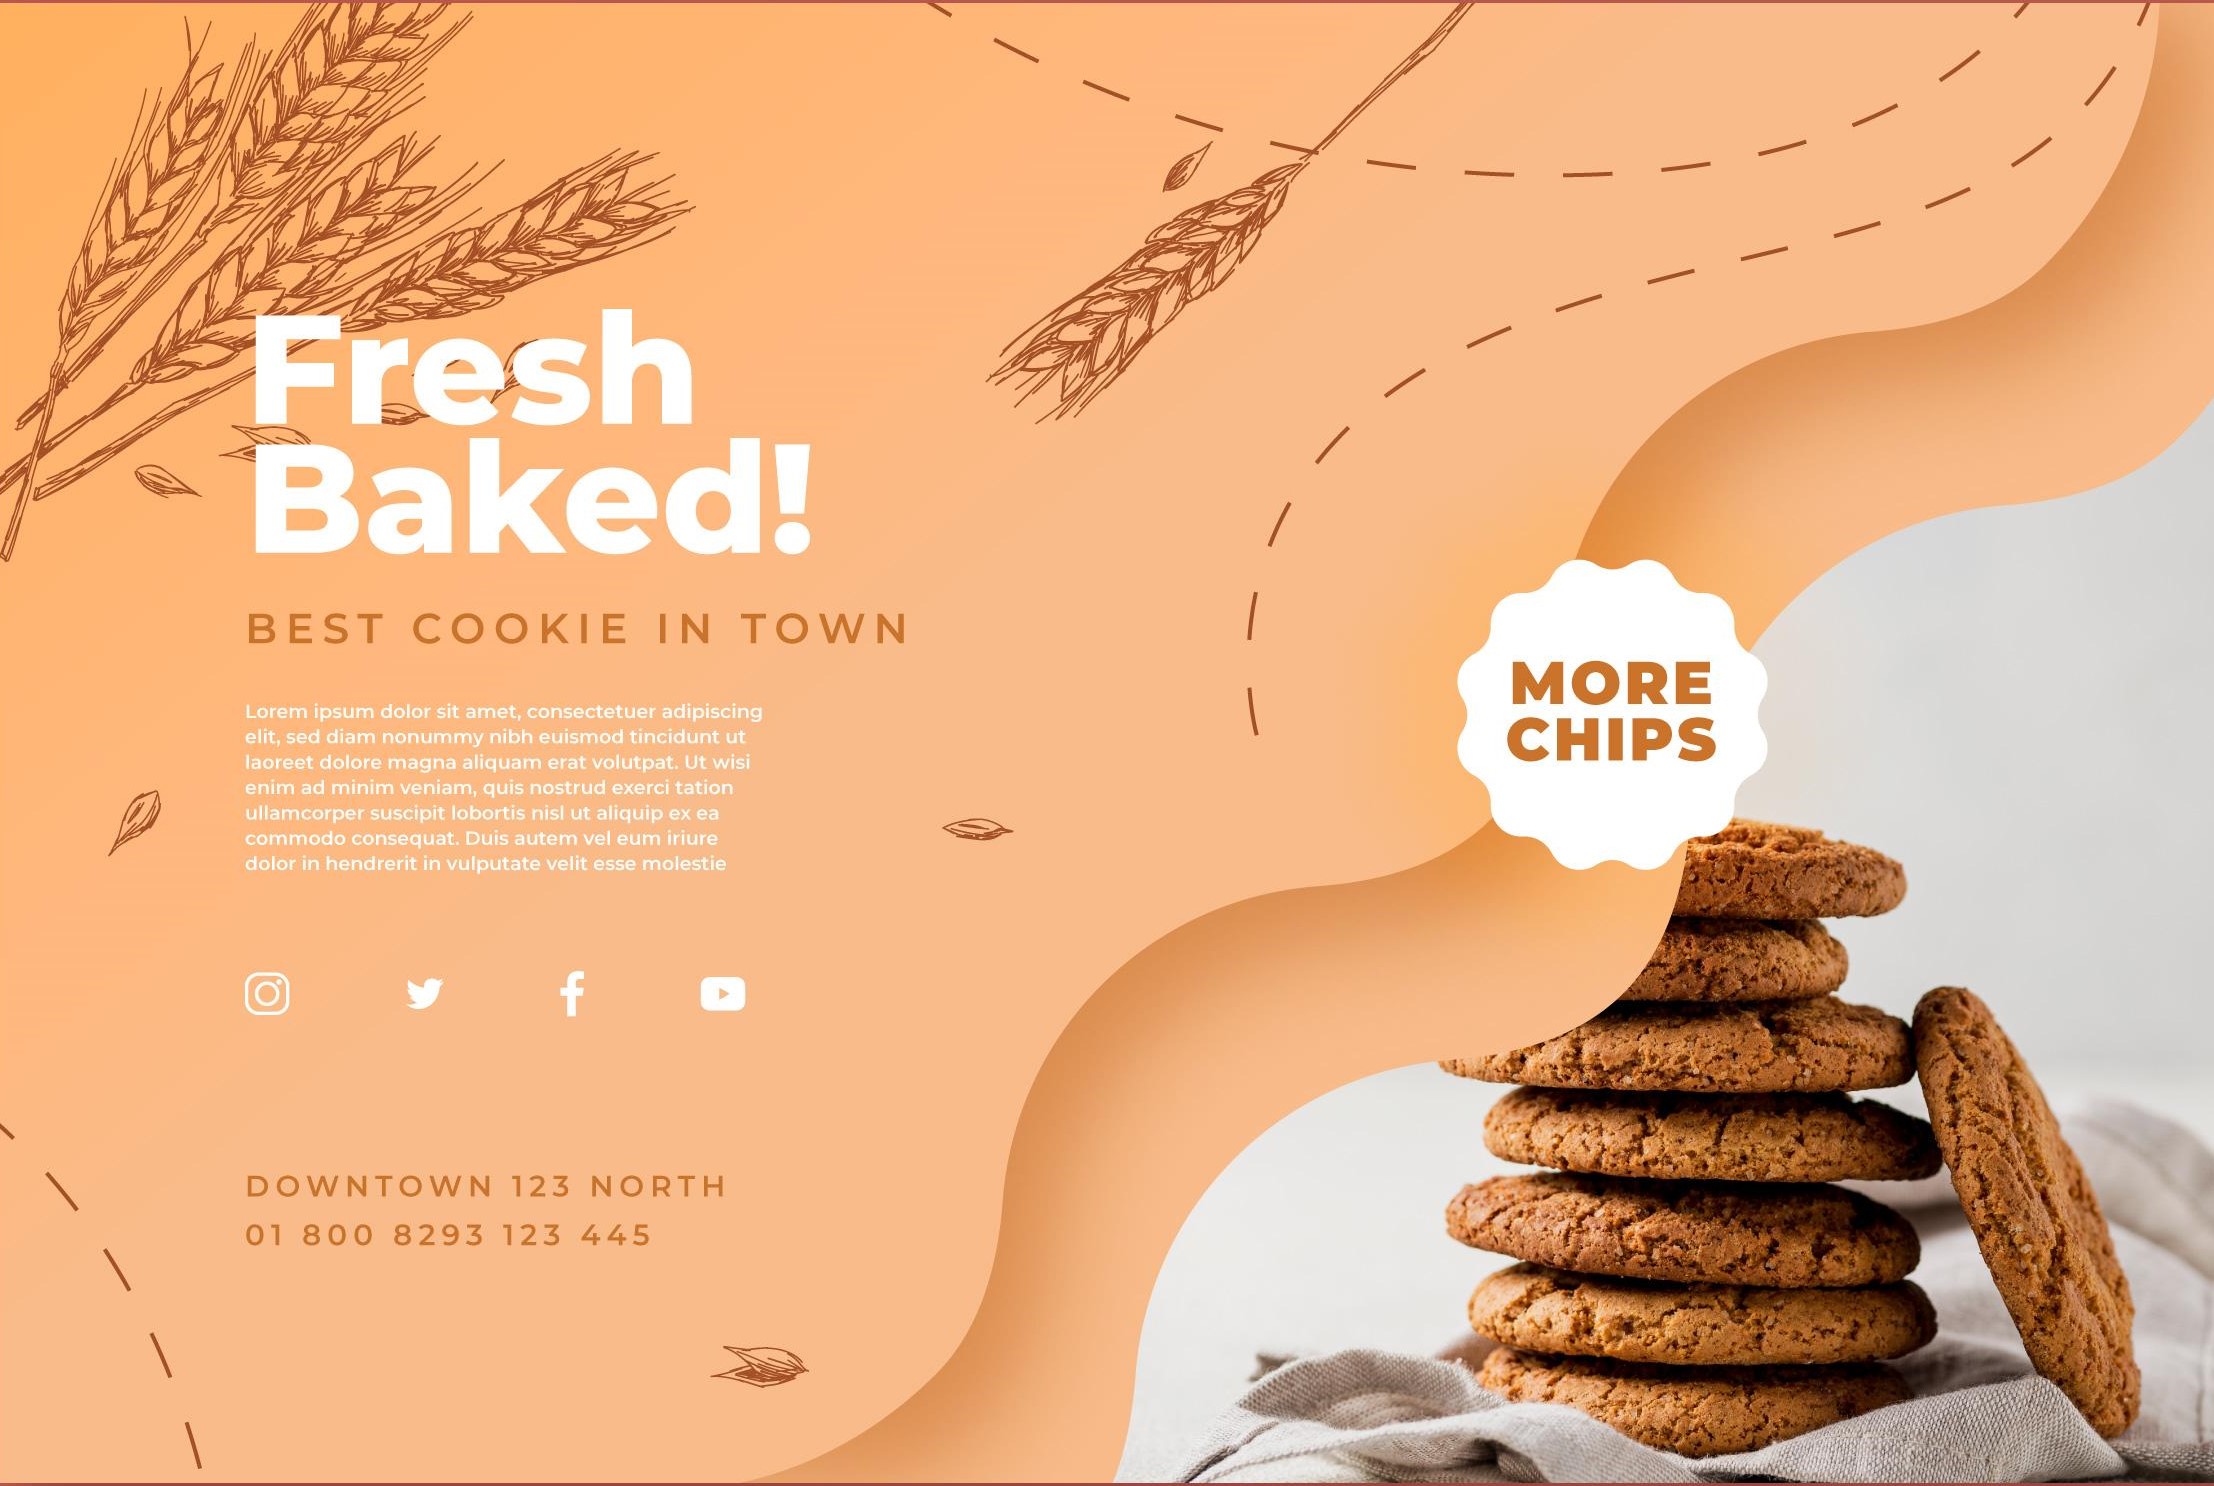 Fresh
Baked!
BEST COOKIE IN TOWN
Lorem ipsum dolor sit amet, consectetuer adipiscing
elit, sed diam nonummy nibh euismod tincidunt ut
laoreet dolore magna aliquam erat volutpat. Ut wisi
enim ad minim veniam, quis nostrud exerci tation
ullamcorper suscipit lobortis nisl ut aliquip ex ea
commodo consequat. Duis autem vel eum iriure
dolor in hendrerit in vulputate velit esse molestie
DOWNTOWN 123 NORTH
01 800 8293 123 445
MORE
CHIPS